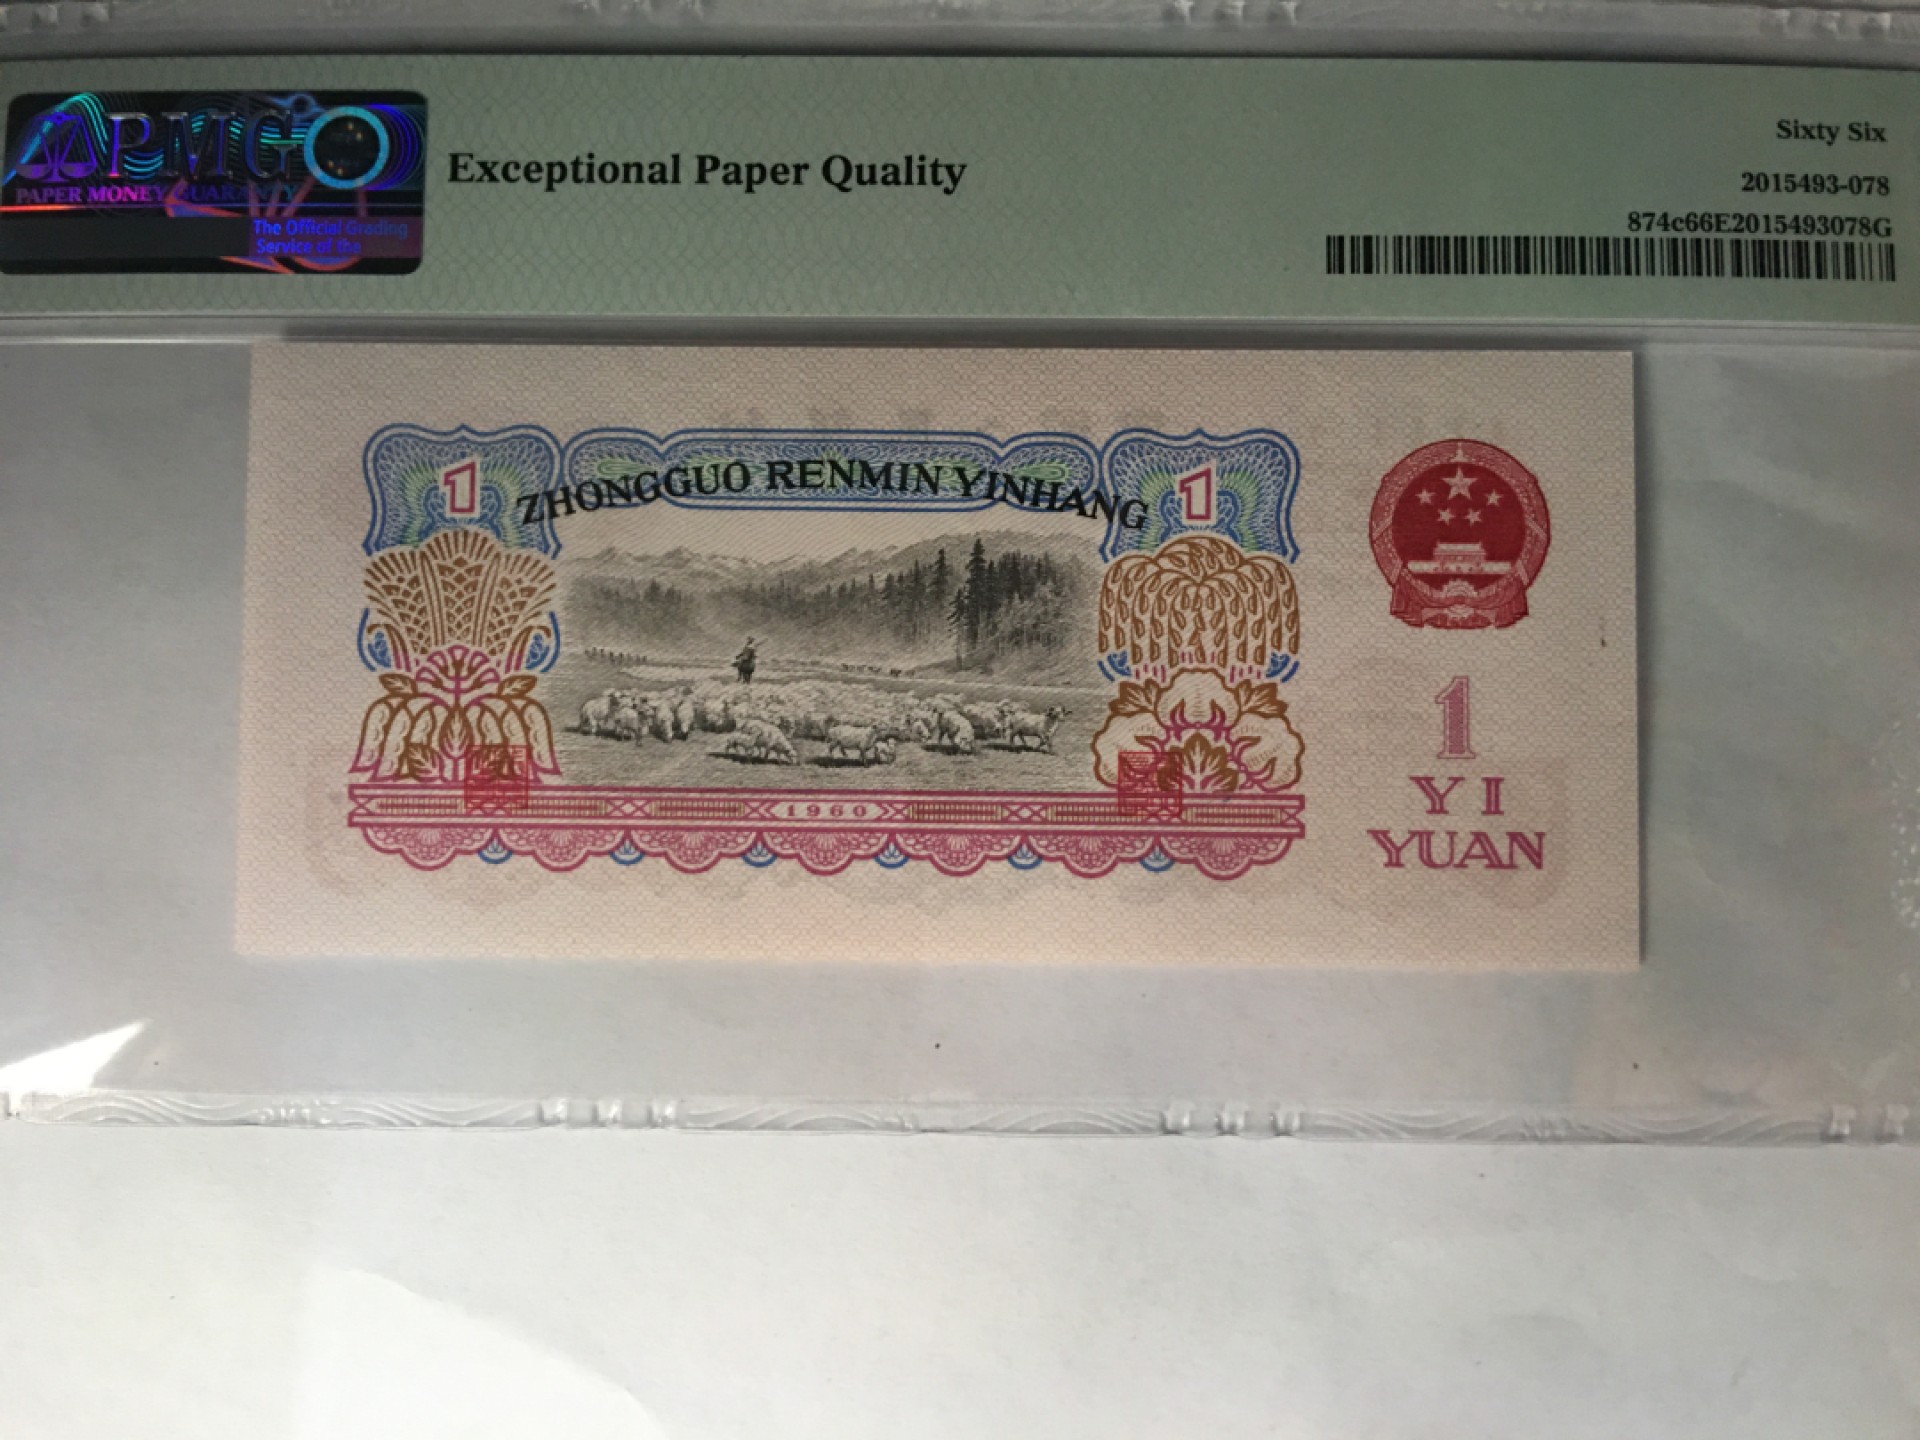 PMG
PAPER MONEY GUARANTY
The Official Grading
Service of the
Exceptional Paper Quality
Sixty Six
2015493-078
874c66E2015493078G
1
ZHONGGUO RENMIN YINHANG
1
1960
1
YI
YUAN